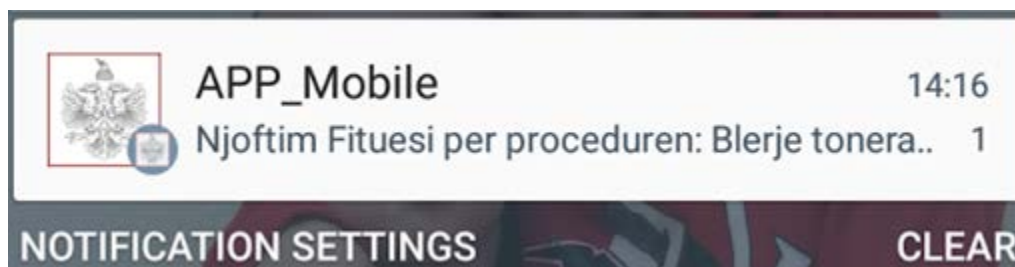 APP_Mobile 14:16
Njoftim Fituesi per proceduren: Blerje tonera.. 1
NOTIFICATION SETTINGS CLEAR